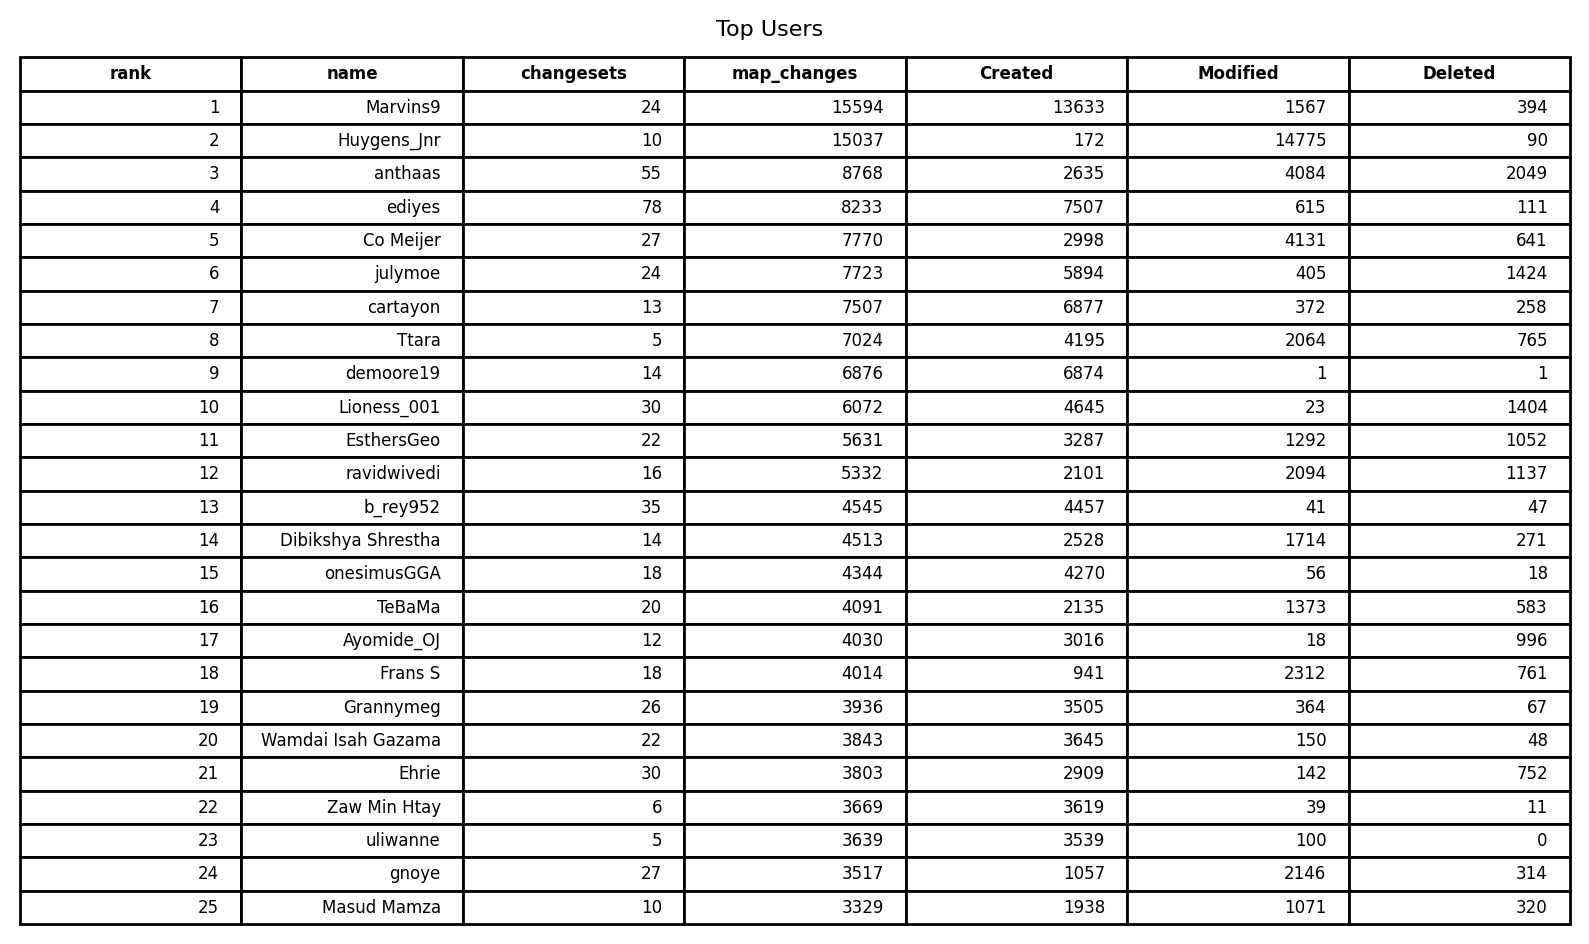 Top Users
rank name changesets map_changes Created Modified Deleted
1 Marvins9 24 15594 13633 1567 394
2 Huygens_Jnr 10 15037 172 14775 90
3 anthaas 55 8768 2635 4084 2049
4 ediyes 78 8233 7507 615 111
5 Co Meijer 27 7770 2998 4131 641
6 julymoe 24 7723 5894 405 1424
7 cartayon 13 7507 6877 372 258
8 Ttara 5 7024 4195 2064 765
9 demoore19 14 6876 6874 1 1
10 Lioness_001 30 6072 4645 23 1404
11 EsthersGeo 22 5631 3287 1292 1052
12 ravidwivedi 16 5332 2101 2094 1137
13 b_rey952 35 4545 4457 41 47
14 Dibikshya Shrestha 14 4513 2528 1714 271
15 onesimusGGA 18 4344 4270 56 18
16 TeBaMa 20 4091 2135 1373 583
17 Ayomide_OJ 12 4030 3016 18 996
18 Frans S 18 4014 941 2312 761
19 Grannymeg 26 3936 3505 364 67
20 Wamdai Isah Gazama 22 3843 3645 150 48
21 Ehrie 30 3803 2909 142 752
22 Zaw Min Htay 6 3669 3619 39 11
23 uliwanne 5 3639 3539 100 0
24 gnoye 27 3517 1057 2146 314
25 Masud Mamza 10 3329 1938 1071 320